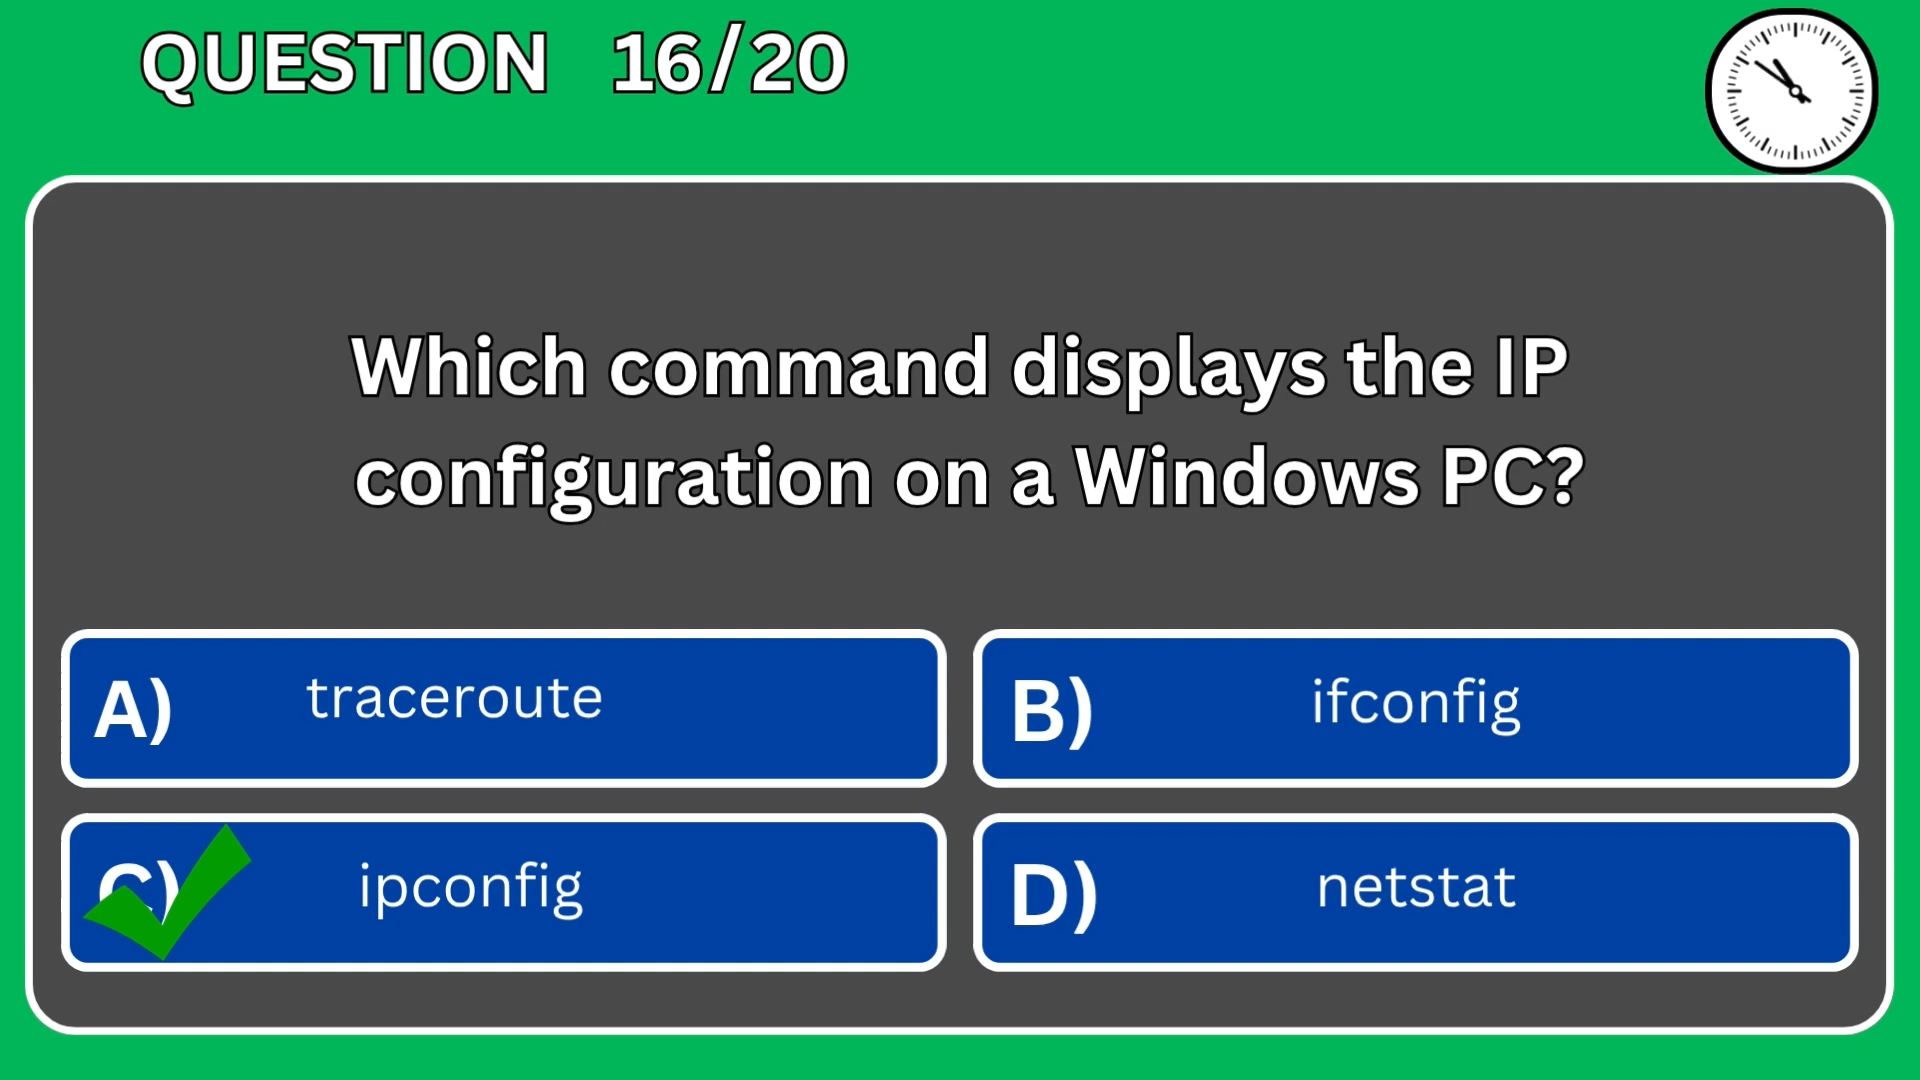 QUESTION 16/20
Which command displays the IP
configuration on a Windows PC?
A) traceroute
B) ifconfig
C) ipconfig
D) netstat